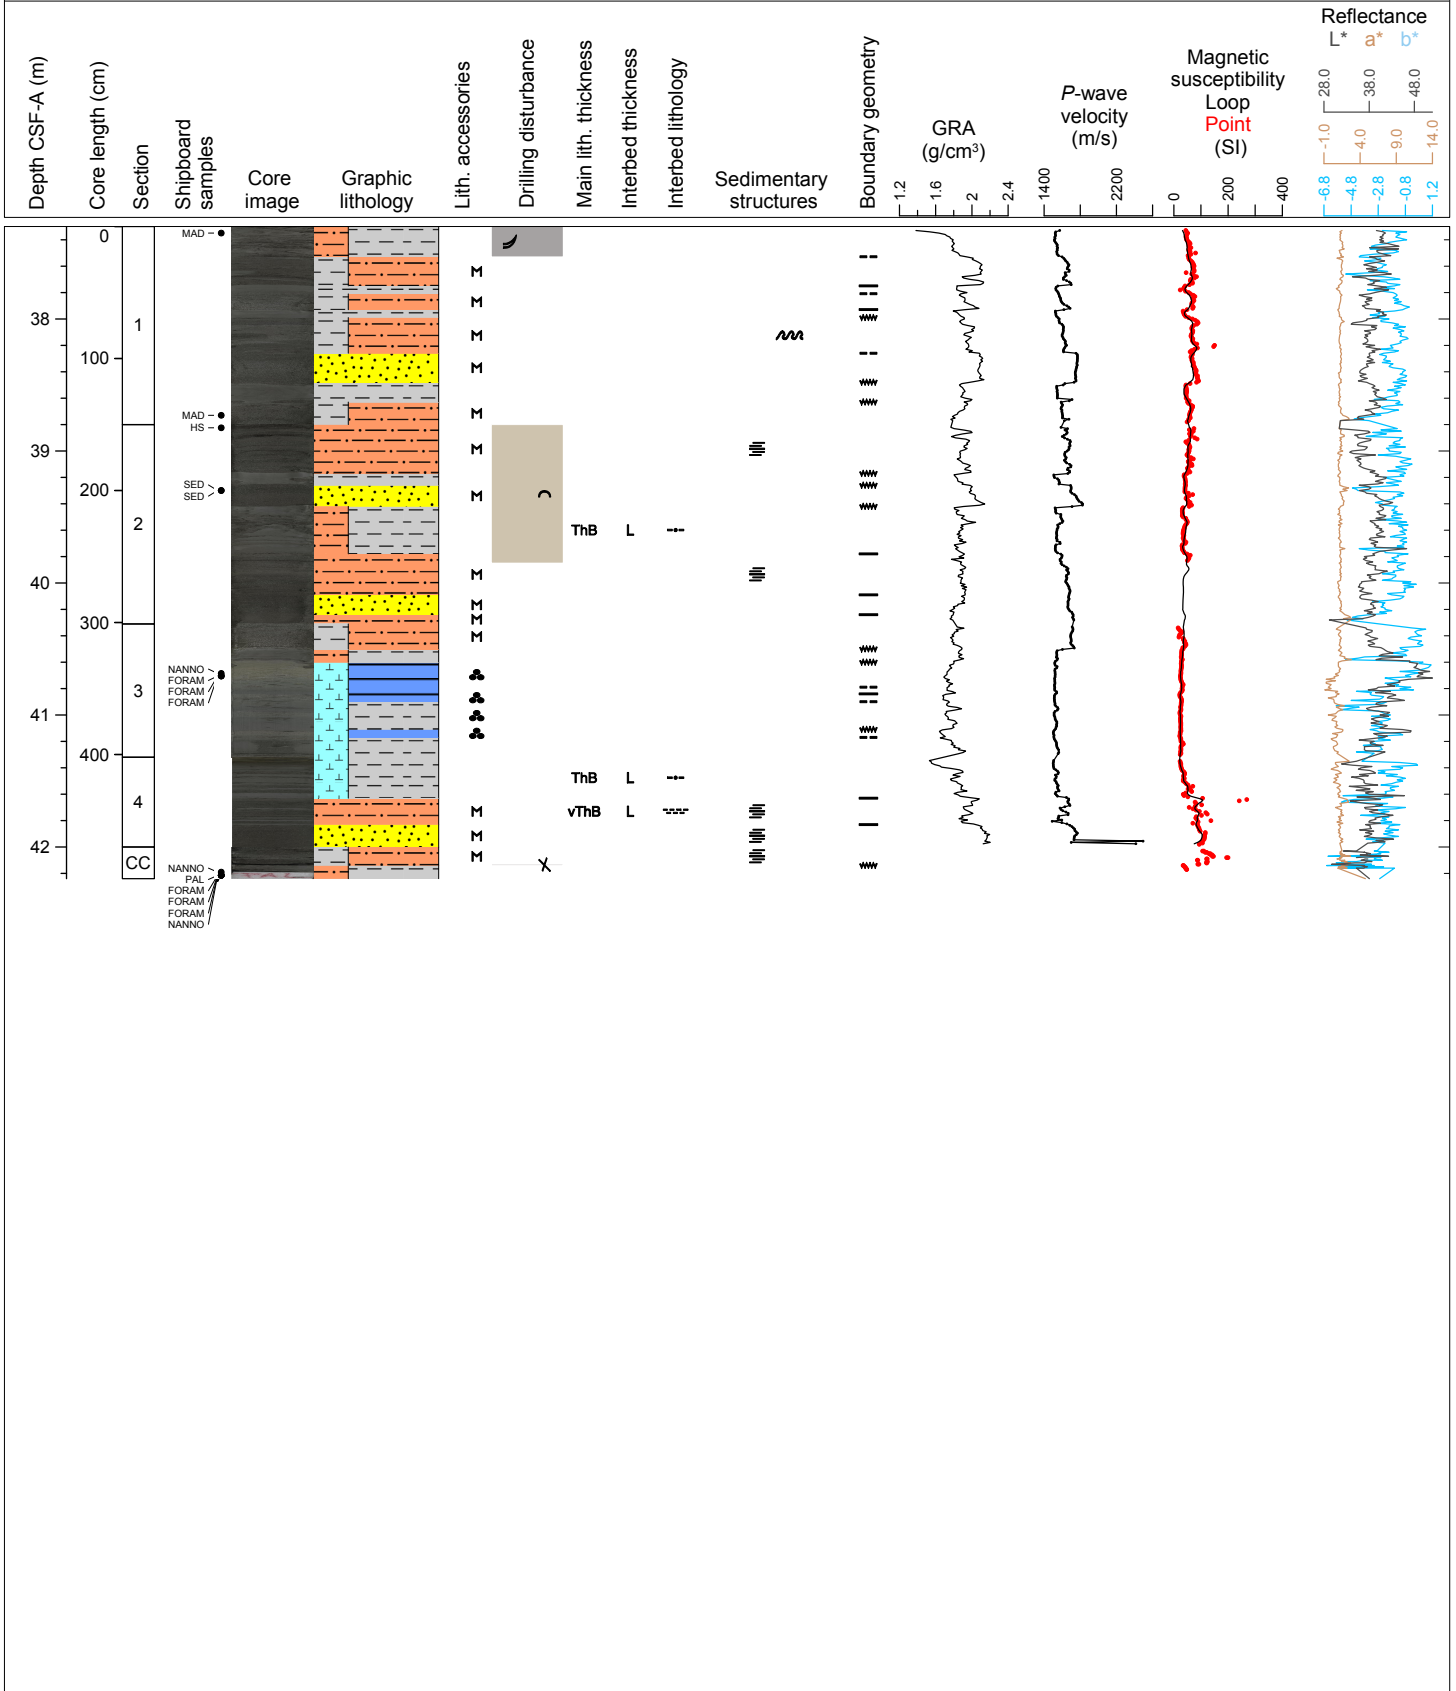 Depth CSF-A (m)
Core length (cm)
Section
Shipboard
samples
Core
image
Graphic
lithology
Lith. accessories
Drilling disturbance
Main lith. thickness
Interbed thickness
Interbed lithology
Sedimentary
structures
Boundary geometry
GRA
(g/cm³)
1.2 1.6 2 2.4
P-wave
velocity
(m/s)
1400 2200
Magnetic
susceptibility
Loop
Point
(SI)
0 200 400
Reflectance
L* a* b*
28.0 38.0 48.0
-1.0 4.0 9.0 14.0
-6.8 -4.8 -2.8 -0.8 1.2
38
39
40
41
42
0
100
200
300
400
1
2
3
4
CC
MAD
MAD
HS
SED
SED
NANNO
FORAM
FORAM
FORAM
NANNO
PAL
FORAM
FORAM
FORAM
NANNO
M
M
M
M
M
M
M
M
M
M
M
M
M
M
ThB L
ThB L
vThB L